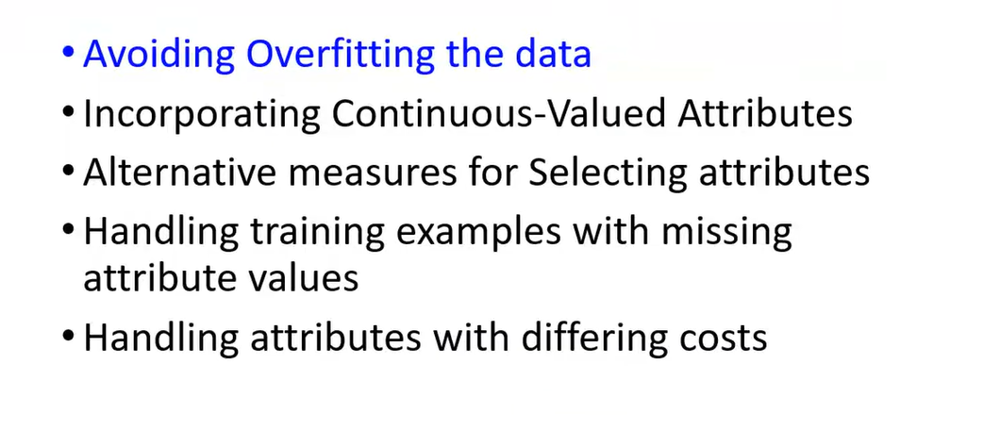 • Avoiding Overfitting the data
• Incorporating Continuous-Valued Attributes
• Alternative measures for Selecting attributes
• Handling training examples with missing
attribute values
• Handling attributes with differing costs